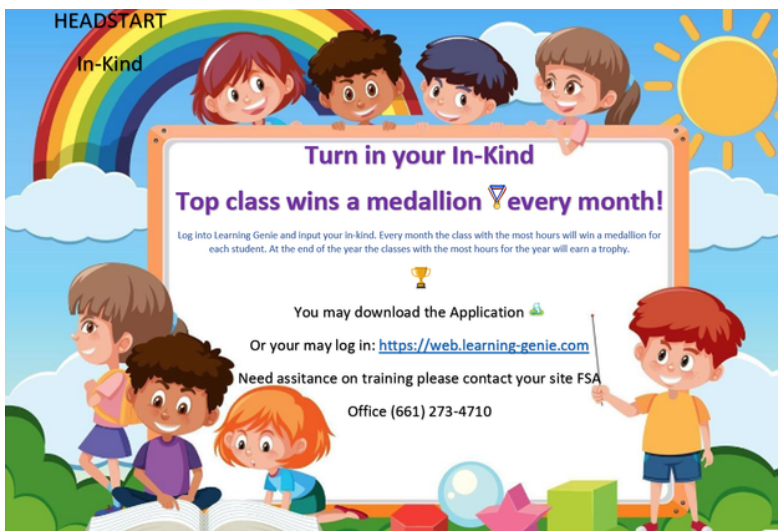 HEADSTART
In-Kind
Turn in your In-Kind
Top class wins a medallion every month!
Log into Learning Genie and input your in-kind. Every month the class with the most hours will win a medallion for
each student. At the end of the year the classes with the most hours for the year will earn a trophy.
You may download the Application
Or your may log in: https://web.learning-genie.com
Need assitance on training please contact your site FSA
Office (661) 273-4710